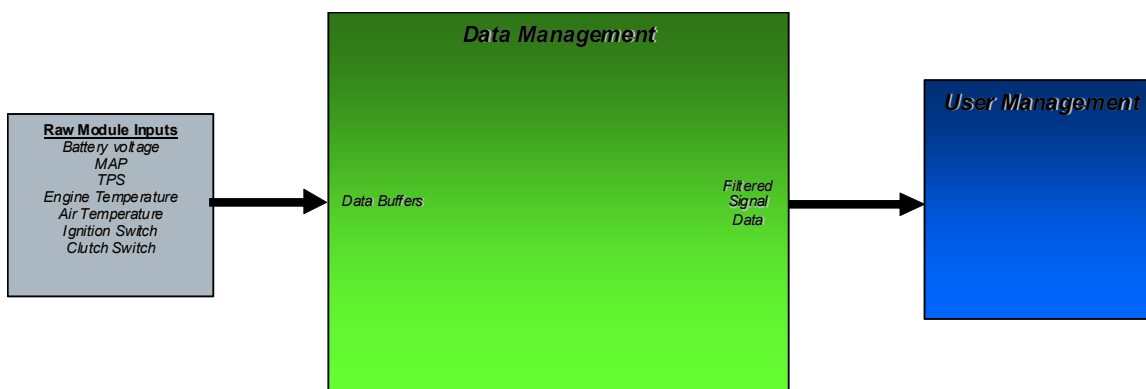 Data Management
User Management
Raw Module Inputs
Battery voltage
MAP
TPS
Engine Temperature
Air Temperature
Ignition Switch
Clutch Switch
Data Buffers
Filtered
Signal
Data